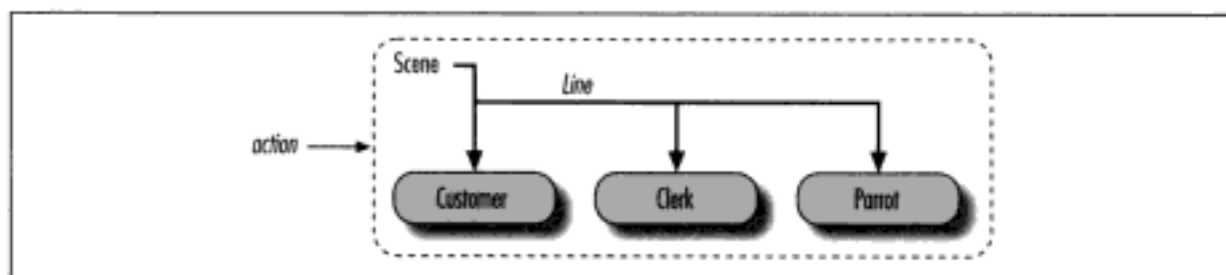 Scene
Line
action
Customer
Clerk
Parrot